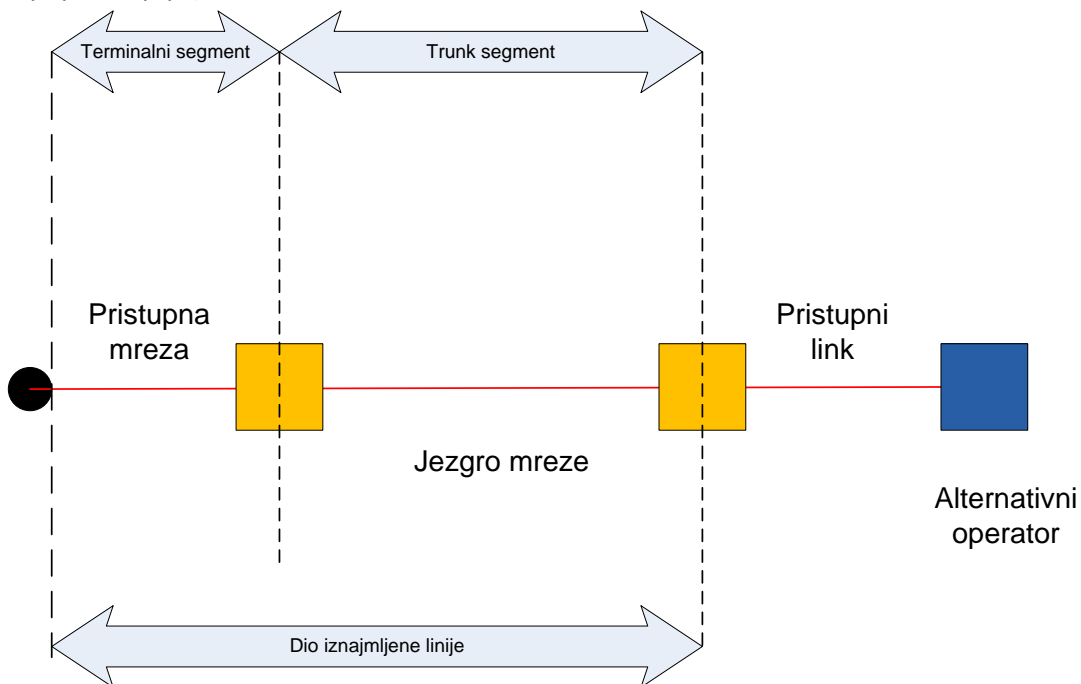 Terminalni segment
Trunk segment
Pristupna
mreza
Pristupni
link
Jezgro mreze
Alternativni
operator
Dio iznajmljene linije